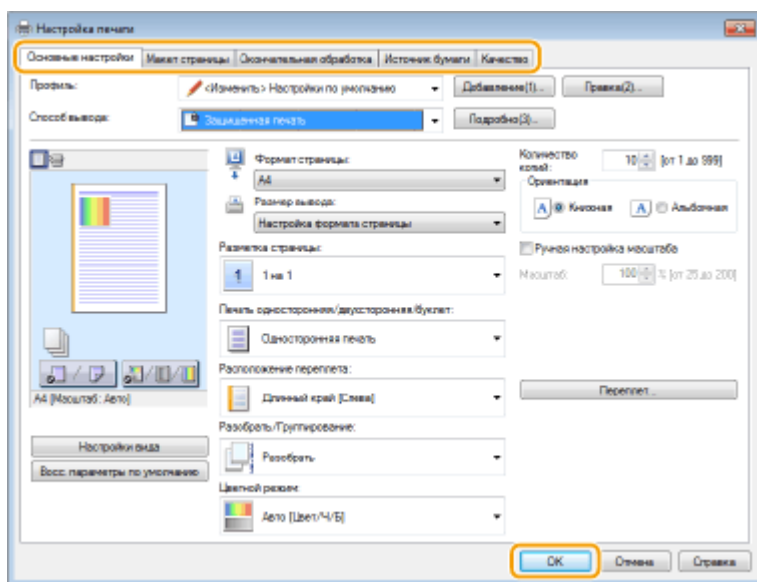 Настройка печати
Основные настройки Макет страницы Окончательная обработка Источник бумаги Качество
Профиль: <Изменить> Настройки по умолчанию Добавление(1)... Правка(2)...
Способ вывода: Защищенная печать Подробно(3)...
Формат страницы:
A4
Размер вывода:
Настройка формата страницы
Разметка страницы:
1 1 на 1
Печать односторонняя/двухсторонняя/буклет:
Односторонняя печать
Расположение переплета:
Длинный край [Слева]
Разобрать/Группирование:
Разобрать
Цветной режим:
Авто [Цвет/Ч/Б]
Количество
копий: 10 [от 1 до 999]
Ориентация
A Книжная A Альбомная
Ручная настройка масштаба
Масштаб: 100 % [от 25 до 200]
Переплет...
A4 [Масштаб: Авто]
Настройки вида
Восс. параметры по умолчанию
OK Отмена Справка